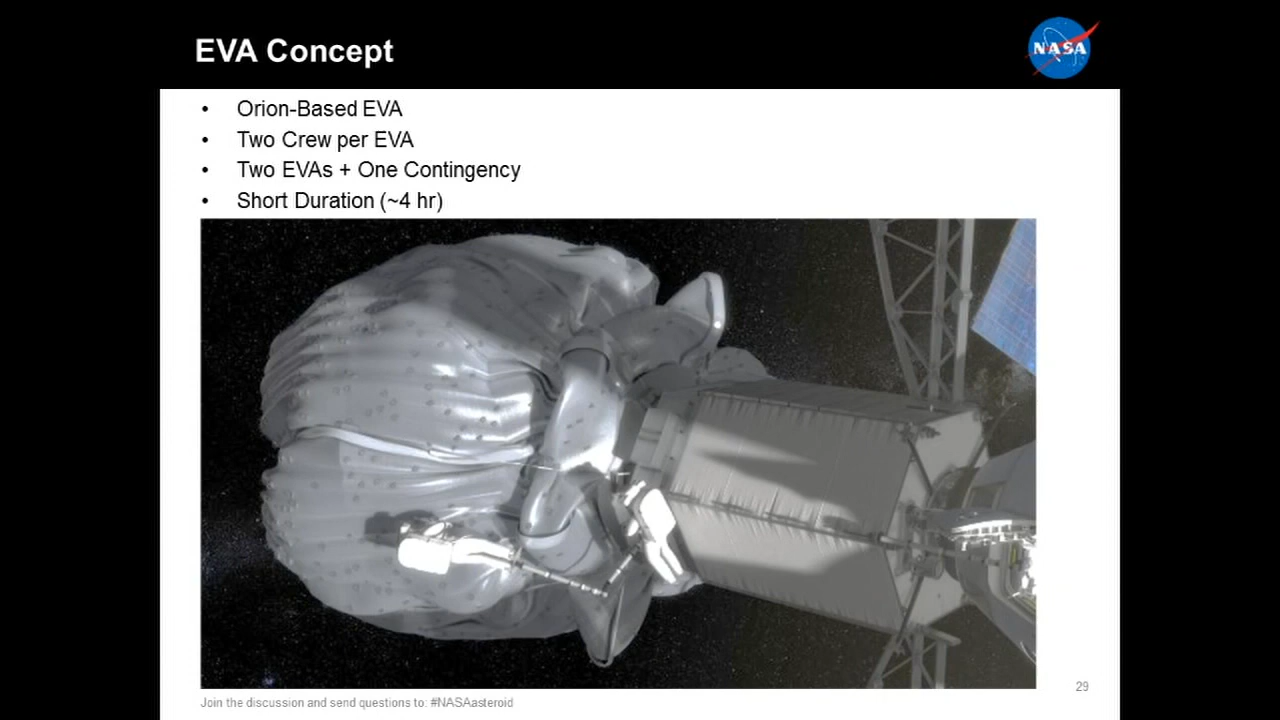 EVA Concept
NASA
• Orion-Based EVA
• Two Crew per EVA
• Two EVAs + One Contingency
• Short Duration (~4 hr)
29
Join the discussion and send questions to: #NASAasteroid